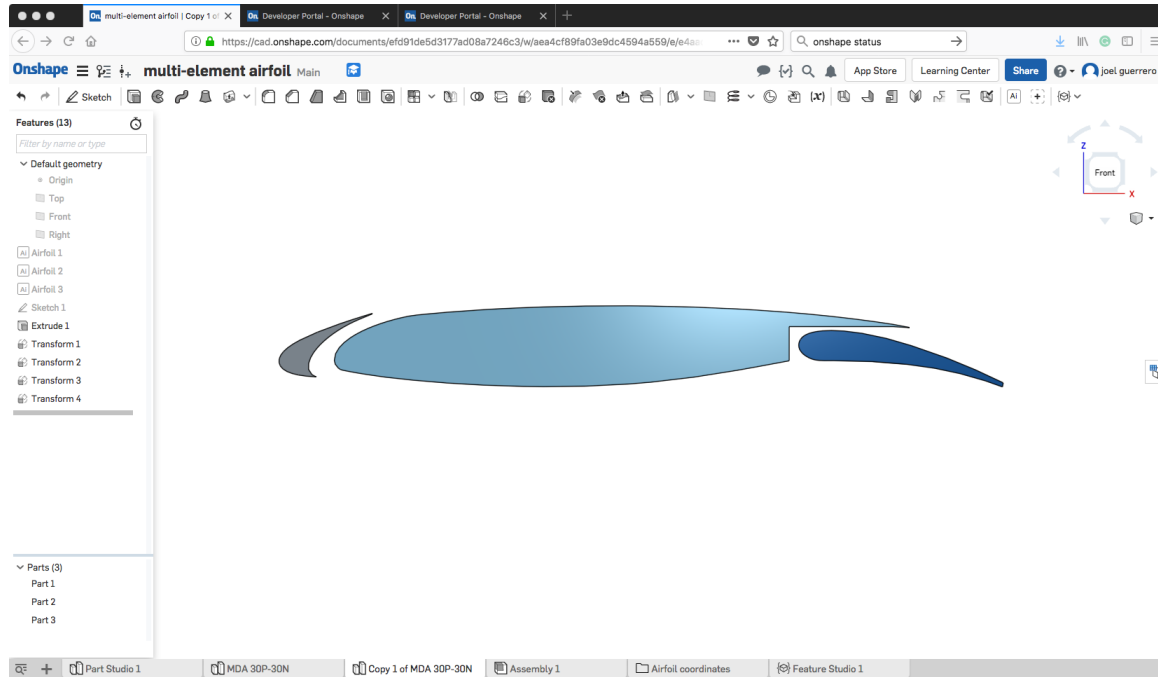 multi-element airfoil | Copy 1 of
Developer Portal - Onshape
Developer Portal - Onshape
https://cad.onshape.com/documents/efd91de5d3177ad08a7246c3/w/aea4cf89fa03e9dc4594a559/e/e4a
onshape status
Onshape
multi-element airfoil Main
App Store
Learning Center
Share
joel guerrero
Sketch
(x)
Ai
Features (13)
Filter by name or type
Default geometry
Origin
Top
Front
Right
Ai Airfoil 1
Ai Airfoil 2
Ai Airfoil 3
Sketch 1
Extrude 1
Transform 1
Transform 2
Transform 3
Transform 4
Z
Front
X
Parts (3)
Part 1
Part 2
Part 3
Part Studio 1
MDA 30P-30N
Copy 1 of MDA 30P-30N
Assembly 1
Airfoil coordinates
Feature Studio 1